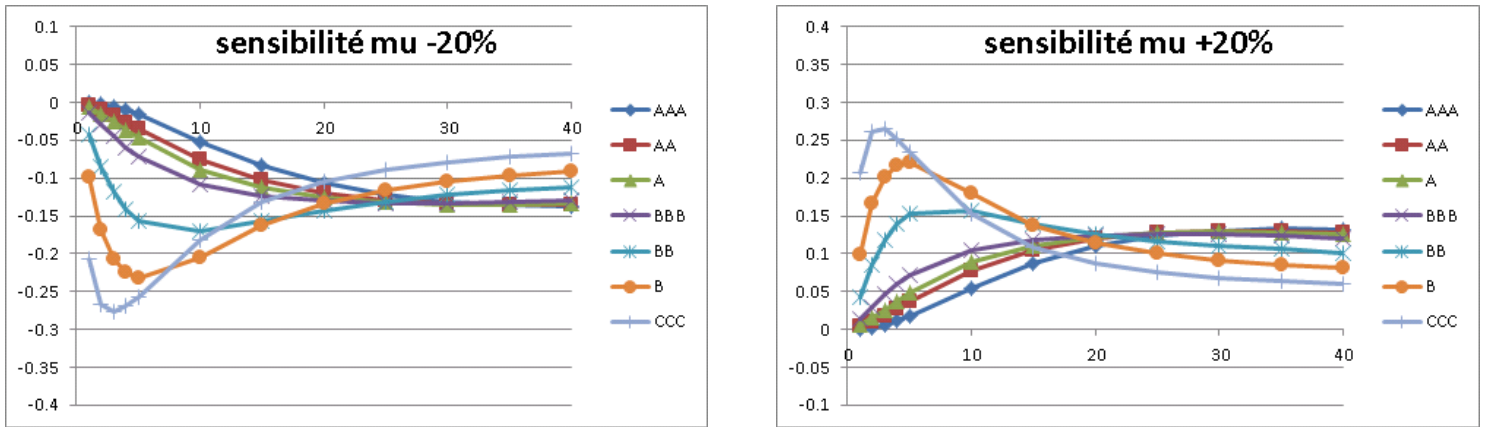 sensibilité mu -20%
0.1
0.05
0
-0.05
-0.1
-0.15
-0.2
-0.25
-0.3
-0.35
-0.4
0
10
20
30
40
AAA
AA
A
BBB
BB
B
CCC
sensibilité mu +20%
0.4
0.35
0.3
0.25
0.2
0.15
0.1
0.05
0
-0.05
-0.1
0
10
20
30
40
AAA
AA
A
BBB
BB
B
CCC